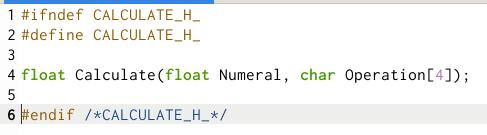 1 #ifndef CALCULATE_H_
2 #define CALCULATE_H_
3
4 float Calculate(float Numeral, char Operation[4]);
5
6 #endif /*CALCULATE_H_*/